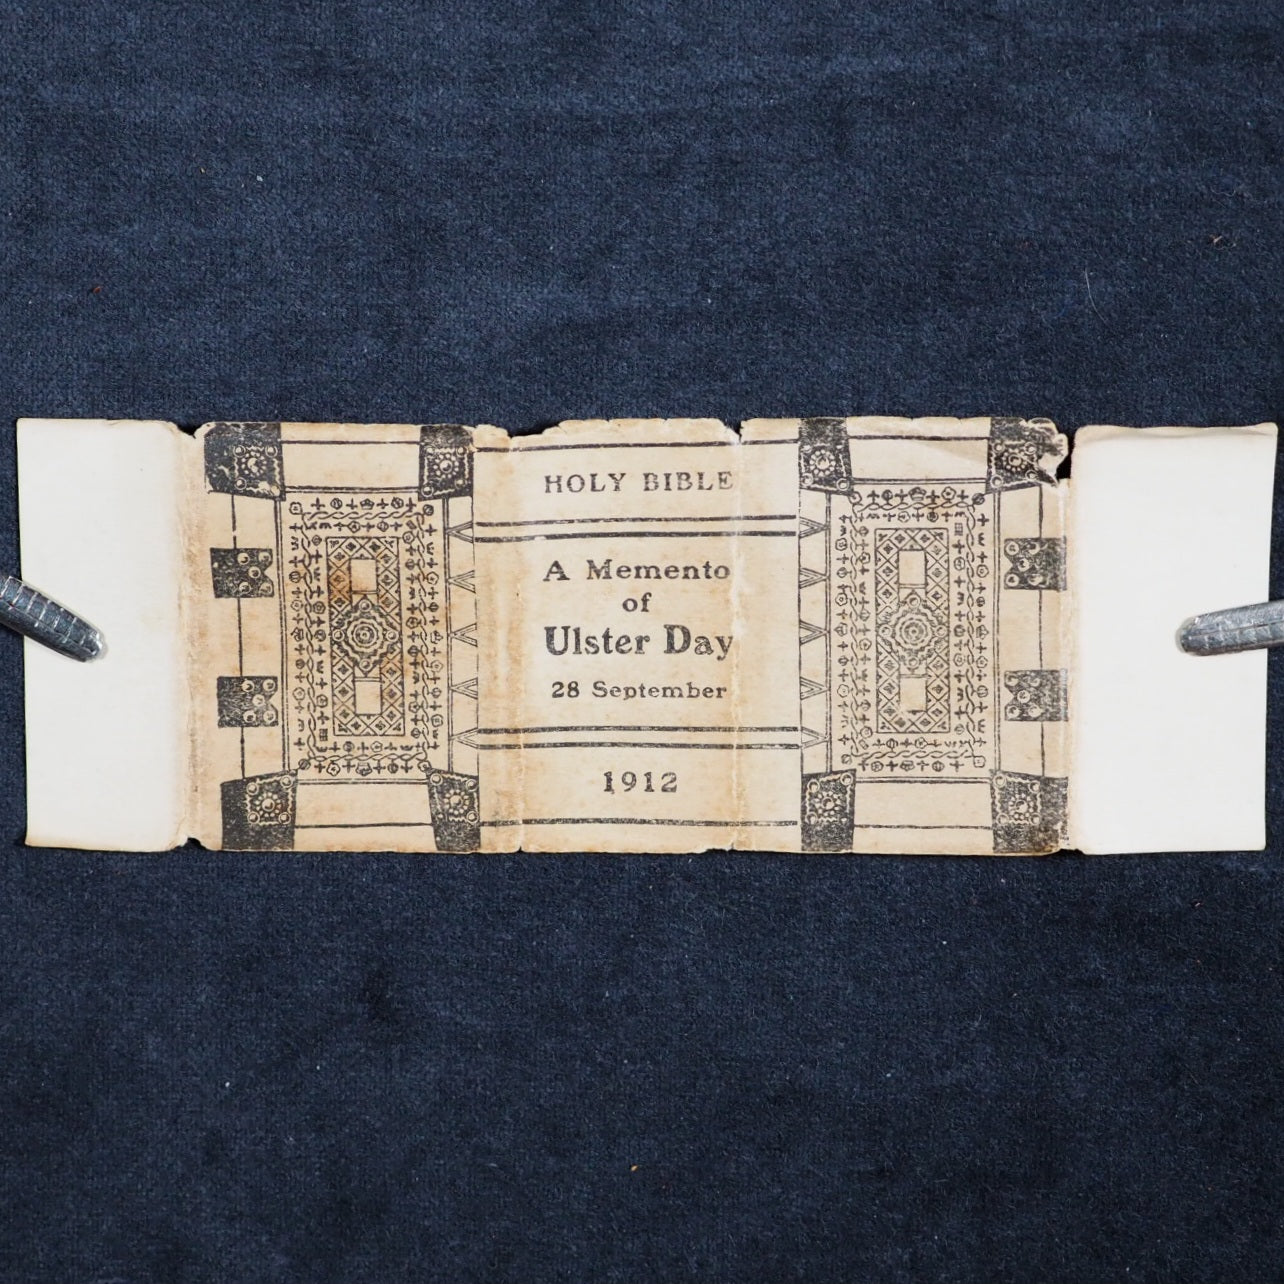 HOLY BIBLE
A Memento
of
Ulster Day
28 September
1912